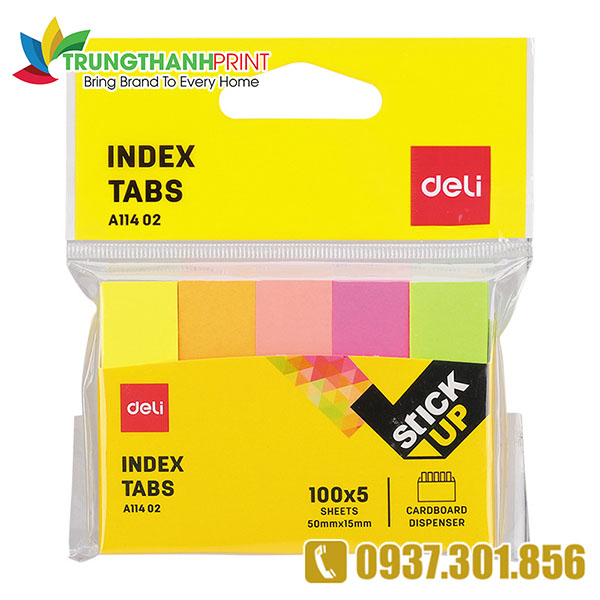 TRUNGTHANHPRINT
Bring Brand To Every Home
INDEX
TABS
A114 02
deli
deli
STICK
UP
INDEX
TABS
A114 02
100x5
SHEETS
50mmx15mm
CARDBOARD
DISPENSER
0937.301.856